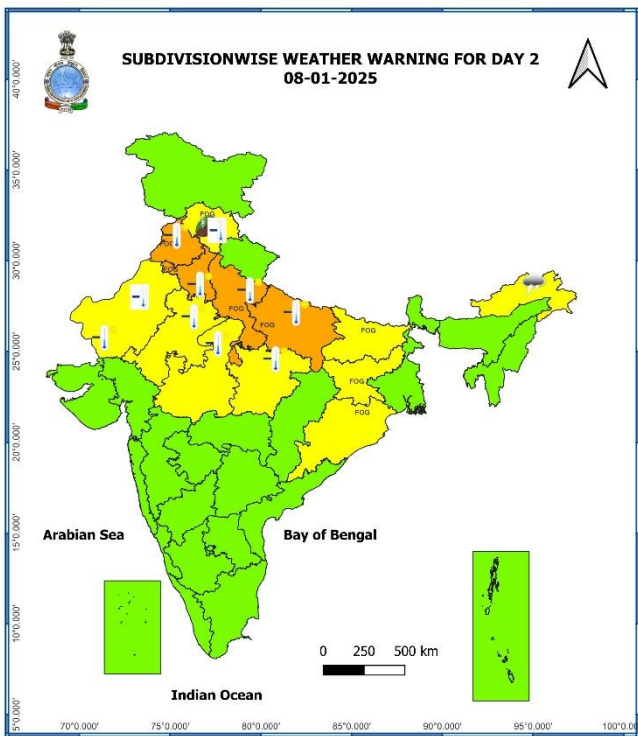 SUBDIVISIONWISE WEATHER WARNING FOR DAY 2
08-01-2025
40°0.000'
35°0.000'
30°0.000'
25°0.000'
20°0.000'
15°0.000'
10°0.000'
5°0.000'
FOG
FOG
FOG
FOG
FOG
FOG
FOG
FOG
Arabian Sea
Bay of Bengal
0 250 500 km
Indian Ocean
70°0.000' 75°0.000' 80°0.000' 85°0.000' 90°0.000' 95°0.000'